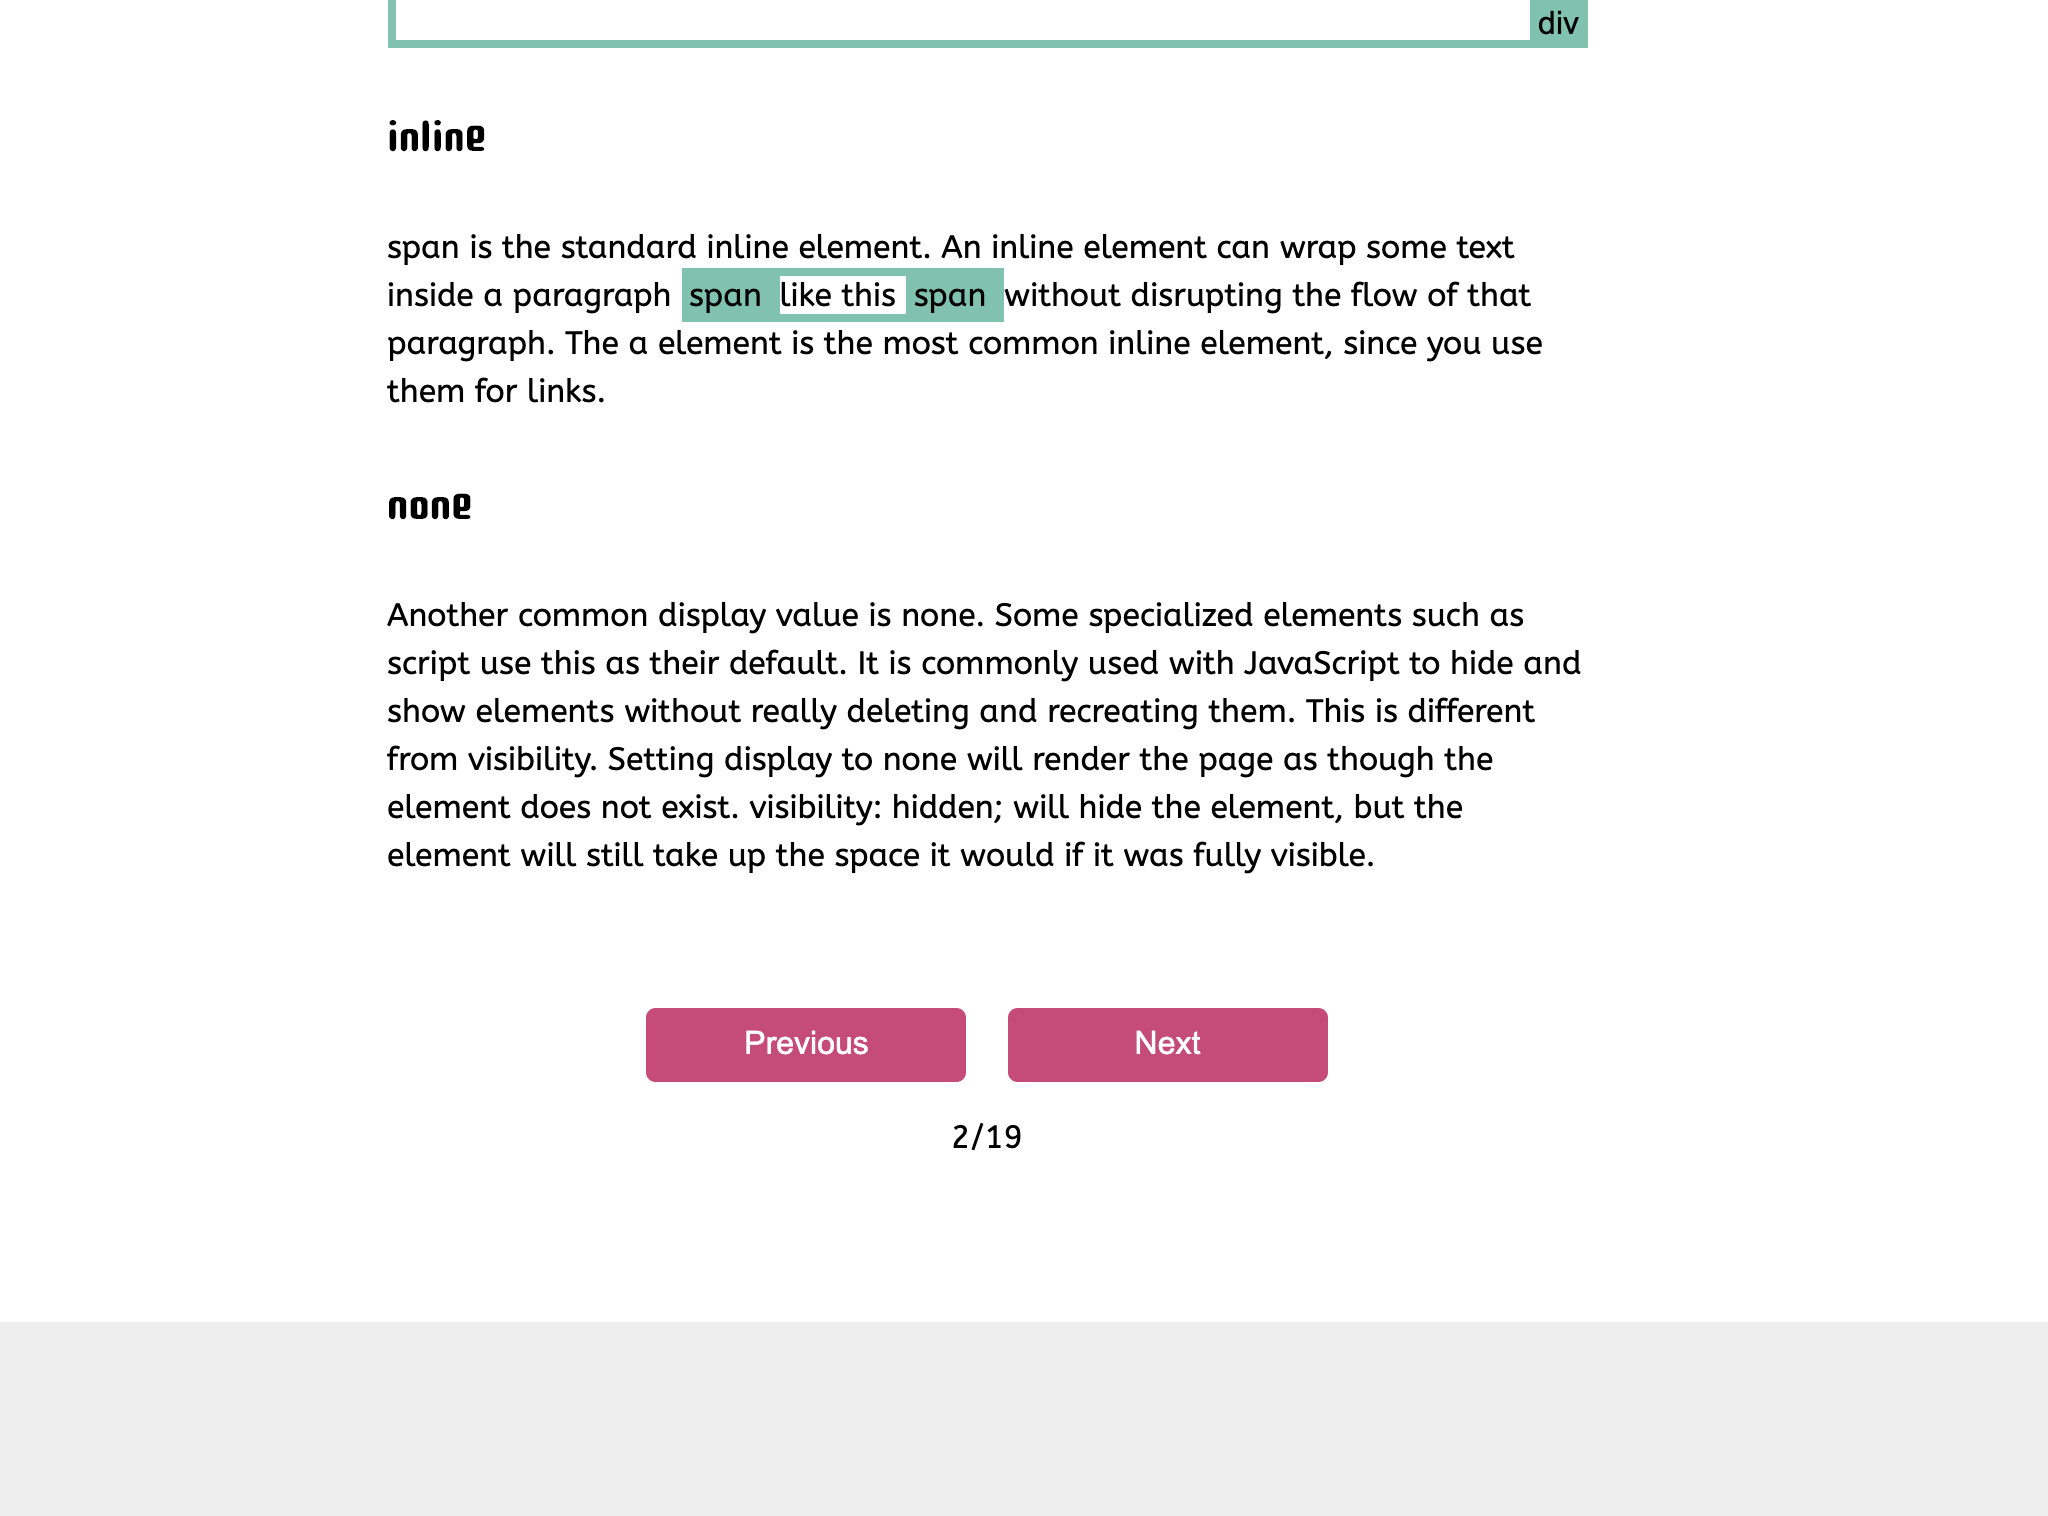 div
inline
span is the standard inline element. An inline element can wrap some text
inside a paragraph span like this span without disrupting the flow of that
paragraph. The a element is the most common inline element, since you use
them for links.
none
Another common display value is none. Some specialized elements such as
script use this as their default. It is commonly used with JavaScript to hide and
show elements without really deleting and recreating them. This is different
from visibility. Setting display to none will render the page as though the
element does not exist. visibility: hidden; will hide the element, but the
element will still take up the space it would if it was fully visible.
Previous Next
2/19